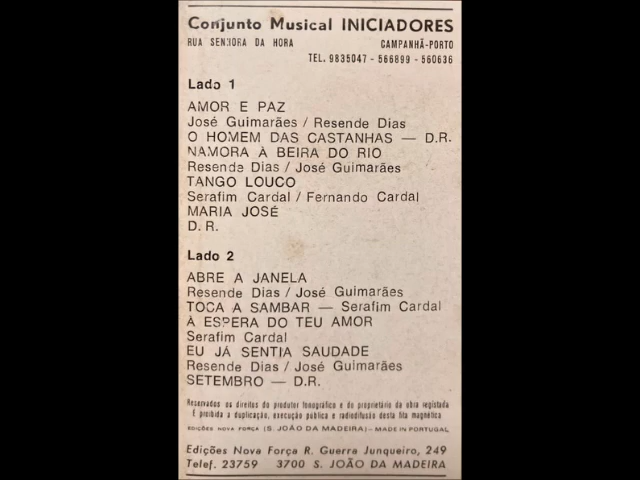 Conjunto Musical INICIADORES
RUA SENHORA DA HORA CAMPANHÃ-PORTO
TEL. 9835047 - 566899 - 560636
Lado 1
AMOR E PAZ
José Guimarães / Resende Dias
O HOMEM DAS CASTANHAS — D.R.
NAMORA À BEIRA DO RIO
Resende Dias / José Guimarães
TANGO LOUCO
Serafim Cardal / Fernando Cardal
MARIA JOSÉ
D. R.
Lado 2
ABRE A JANELA
Resende Dias / José Guimarães
TOCA A SAMBAR — Serafim Cardal
À ESPERA DO TEU AMOR
Serafim Cardal
EU JÁ SENTIA SAUDADE
Resende Dias / José Guimarães
SETEMBRO — D.R.
Reservados os direitos do produtor fonográfico e do proprietário da obra registada
É proibida a duplicação, execução pública e radiodifusão desta fita magnética
EDIÇÕES NOVA FORÇA (S. JOÃO DA MADEIRA) — MADE IN PORTUGAL
Edições Nova Força R. Guerra Junqueiro, 249
Telef. 23759 3700 S. JOÃO DA MADEIRA